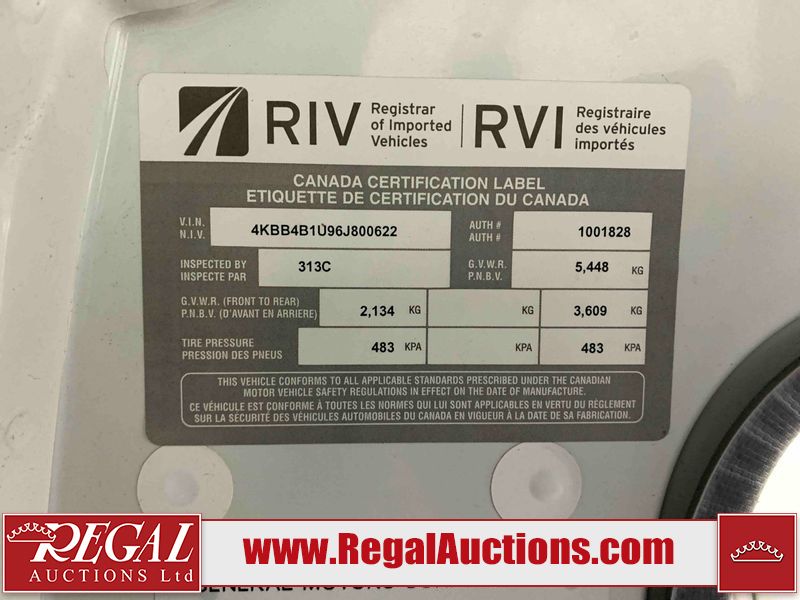 RIV Registrar of Imported Vehicles
RVI Registraire des véhicules importés
CANADA CERTIFICATION LABEL
ETIQUETTE DE CERTIFICATION DU CANADA
V.I.N. 4KBB4B1U96J800622 AUTH # 1001828
N.I.V. AUTH #
INSPECTED BY 313C G.V.W.R. 5,448 KG
INSPECTE PAR P.N.B.V.
G.V.W.R. (FRONT TO REAR) 2,134 KG KG 3,609 KG
P.N.B.V. (D'AVANT EN ARRIÈRE)
TIRE PRESSURE 483 KPA KPA 483 KPA
PRESSION DES PNEUS
THIS VEHICLE CONFORMS TO ALL APPLICABLE STANDARDS PRESCRIBED UNDER THE CANADIAN
MOTOR VEHICLE SAFETY REGULATIONS IN EFFECT ON THE DATE OF MANUFACTURE.
CE VÉHICULE EST CONFORME À TOUTES LES NORMES QUI LUI SONT APPLICABLES EN VERTU DU RÈGLEMENT
SUR LA SECURITÉ DES VÉHICULES AUTOMOBILES DU CANADA EN VIGUEUR À LA DATE DE SA FABRICATION.
REGAL
AUCTIONS Ltd
www.RegalAuctions.com
GENERAL MOTORS